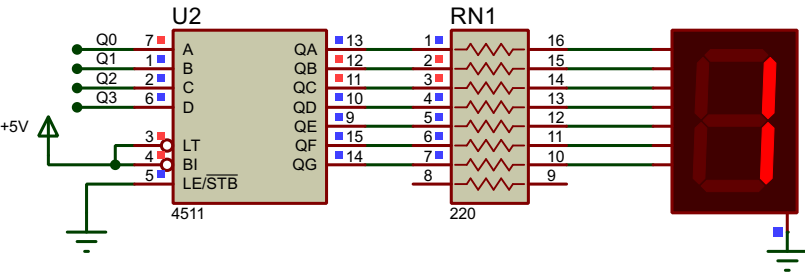 U2
RN1
Q0 7 A QA 13 1 16
Q1 1 B QB 12 2 15
Q2 2 C QC 11 3 14
Q3 6 D QD 10 4 13
QE 9 5 12
+5V 3 LT QF 15 6 11
4 BI QG 14 7 10
5 LE/STB 8 9
4511
220